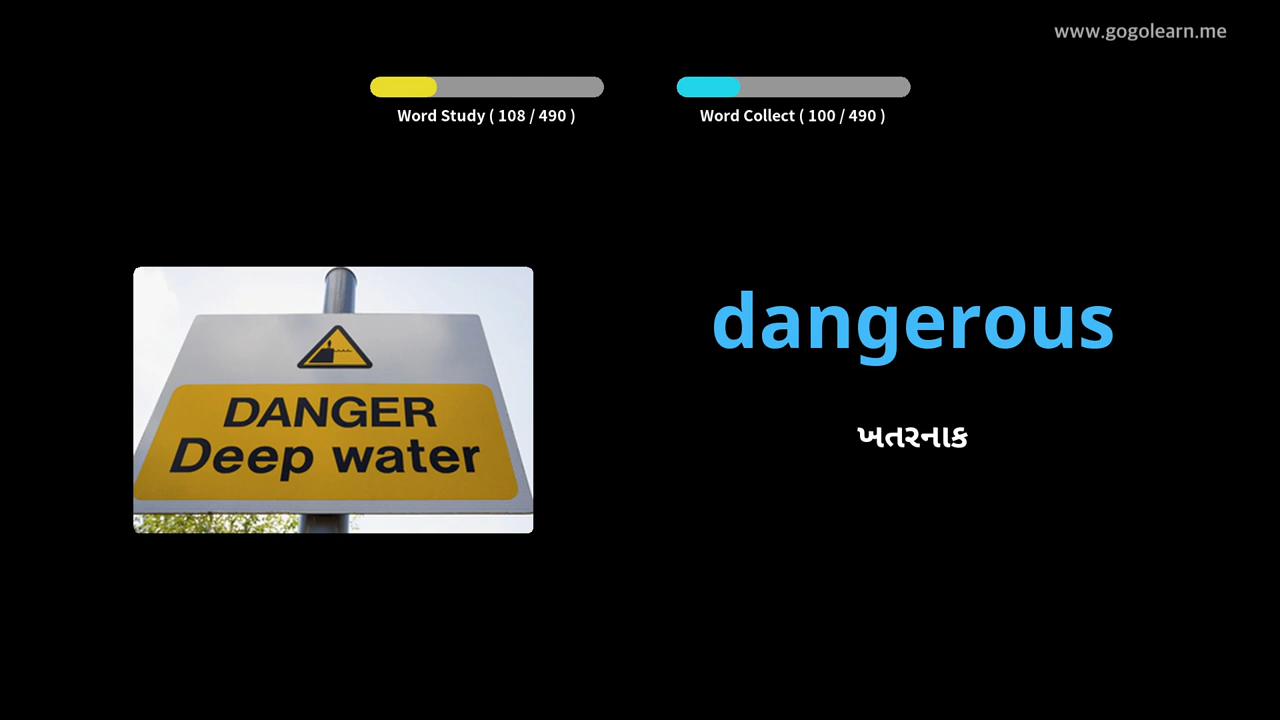 www.gogolearn.me
Word Study ( 108 / 490 )
Word Collect ( 100 / 490 )
DANGER
Deep water
dangerous
ખતરનાક